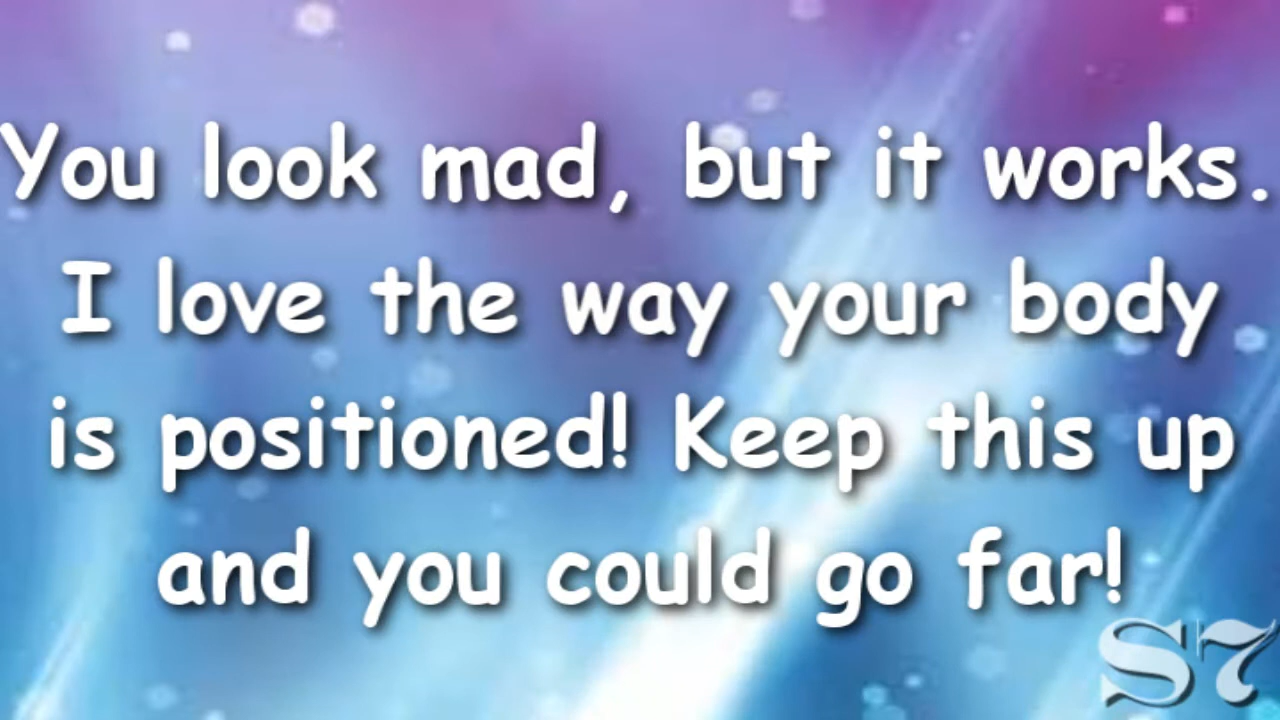 You look mad, but it works.
I love the way your body
is positioned! Keep this up
and you could go far!
S7